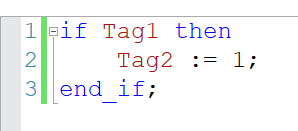 1 if Tag1 then
2     Tag2 := 1;
3 end_if;